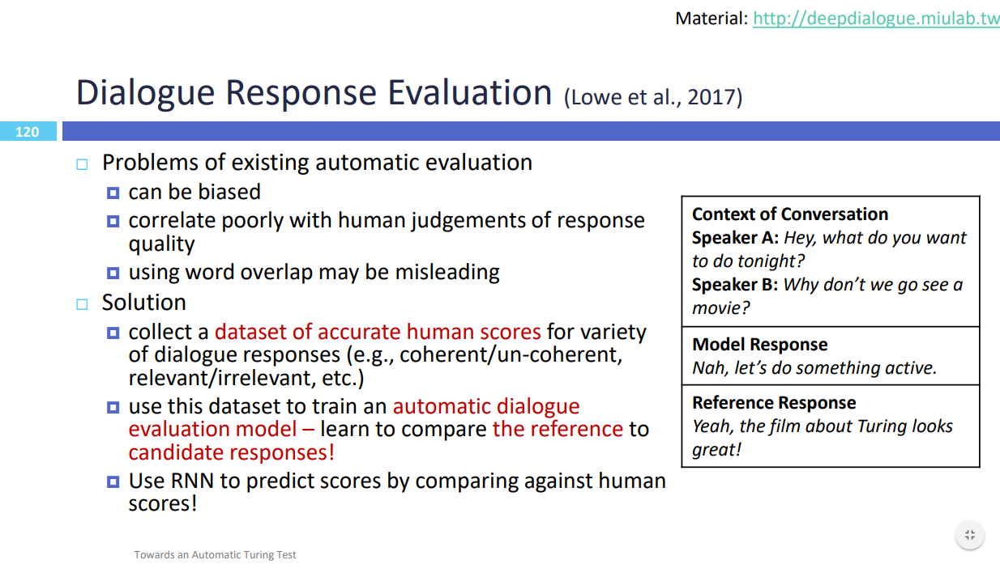 Material: http://deepdialogue.miulab.tw
Dialogue Response Evaluation (Lowe et al., 2017)
120
Problems of existing automatic evaluation
can be biased
correlate poorly with human judgements of response
quality
using word overlap may be misleading
Solution
collect a dataset of accurate human scores for variety
of dialogue responses (e.g., coherent/un-coherent,
relevant/irrelevant, etc.)
use this dataset to train an automatic dialogue
evaluation model – learn to compare the reference to
candidate responses!
Use RNN to predict scores by comparing against human
scores!
Context of Conversation
Speaker A: Hey, what do you want
to do tonight?
Speaker B: Why don’t we go see a
movie?
Model Response
Nah, let’s do something active.
Reference Response
Yeah, the film about Turing looks
great!
Towards an Automatic Turing Test